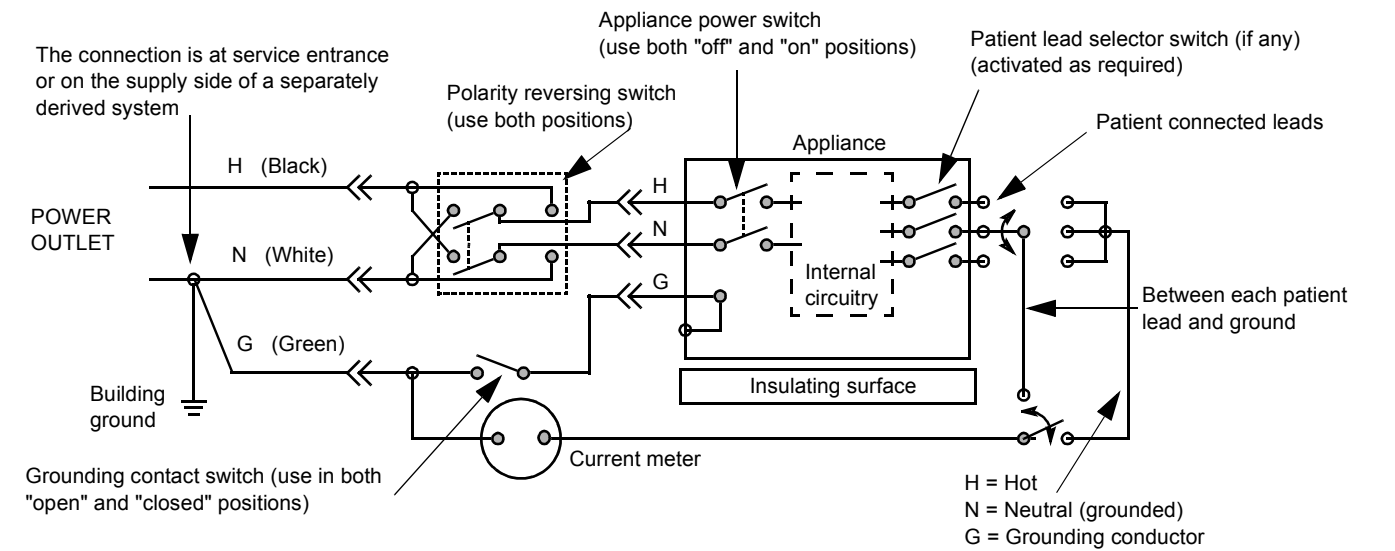 Appliance power switch
(use both "off" and "on" positions)
The connection is at service entrance
or on the supply side of a separately
derived system
Patient lead selector switch (if any)
(activated as required)
Polarity reversing switch
(use both positions)
Patient connected leads
Appliance
H (Black)
H
POWER
OUTLET
N (White)
N
Internal
circuitry
G
Between each patient
lead and ground
G (Green)
Insulating surface
Building
ground
Current meter
Grounding contact switch (use in both
"open" and "closed" positions)
H = Hot
N = Neutral (grounded)
G = Grounding conductor